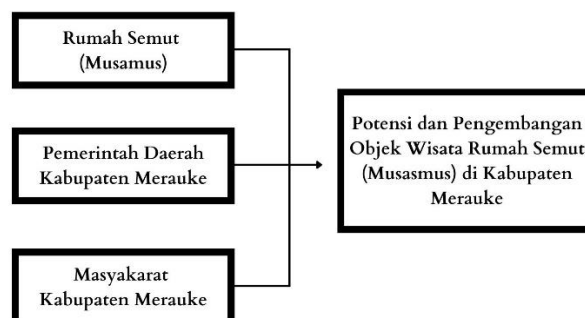 Rumah Semut
(Musamus)
Pemerintah Daerah
Kabupaten Merauke
Masyakarat
Kabupaten Merauke
Potensi dan Pengembangan
Objek Wisata Rumah Semut
(Musasmus) di Kabupaten
Merauke